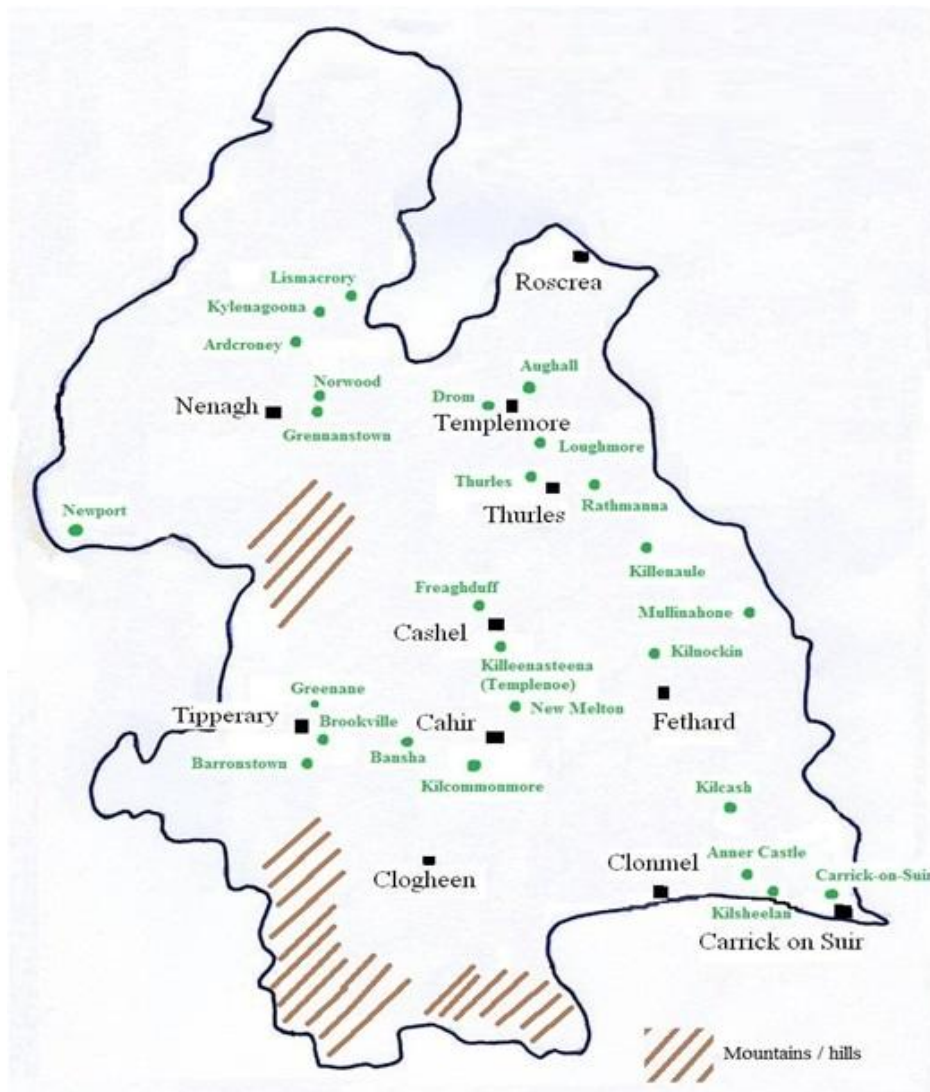 Roscrea
Lismacrory
Kylenagoona
Ardcroney
Aughall
Norwood
Drom
Nenagh
Templemore
Grennanstown
Loughmore
Thurles
Rathmanna
Thurles
Newport
Killenaule
Freaghduff
Mullinahone
Cashel
Kilnockin
Killeenasteena
(Templenoe)
Greenane
New Melton
Tipperary
Brookville
Cahir
Fethard
Bansha
Barronstown
Kilcommonmore
Kilcash
Anner Castle
Clonmel
Carrick-on-Suir
Clogheen
Kilsheelan
Carrick on Suir
Mountains / hills